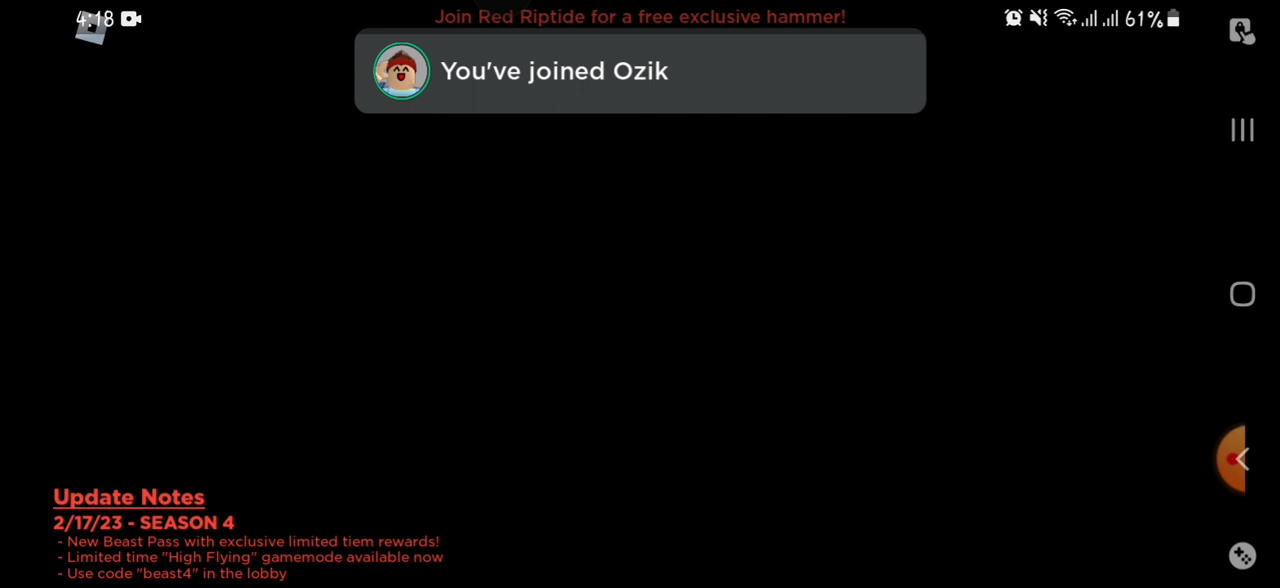 Join Red Riptide for a free exclusive hammer!
4:18
61%
You've joined Ozik
Update Notes
2/17/23 - SEASON 4
- New Beast Pass with exclusive limited tiem rewards!
- Limited time "High Flying" gamemode available now
- Use code "beast4" in the lobby